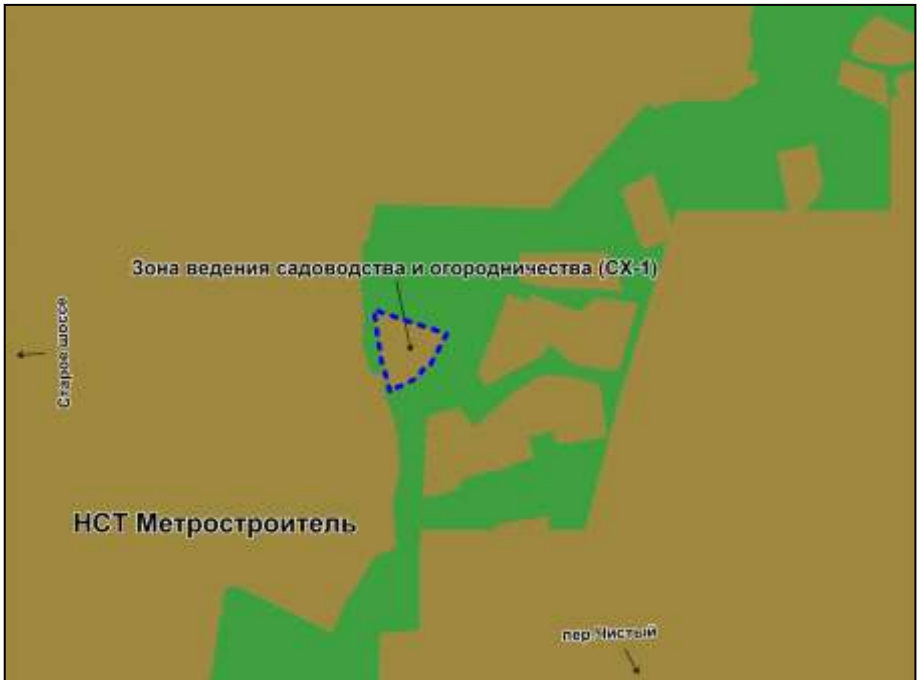 Зона ведения садоводства и огородничества (СХ-1)
Старое шоссе
НСТ Метростроитель
пер Чистый